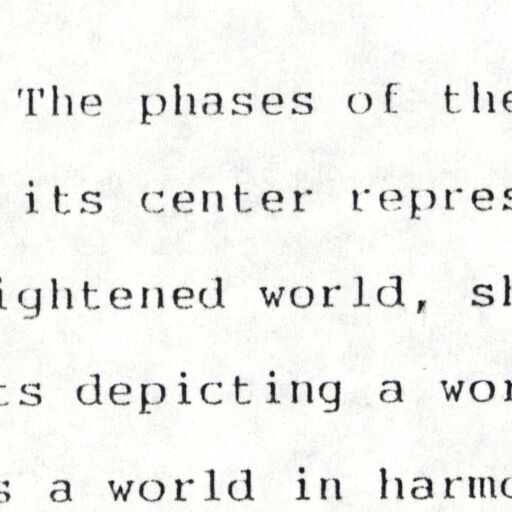 The phases of the
its center repres
ightened world, sh
ts depicting a wor
s a world in harmo